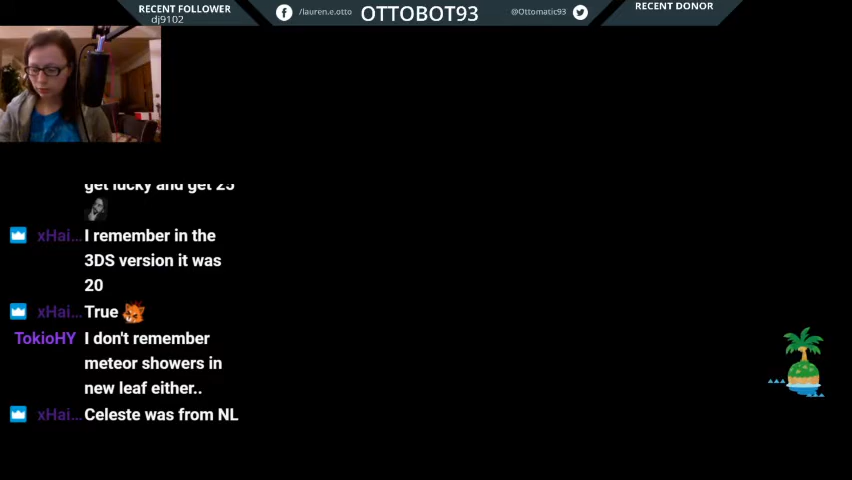 RECENT FOLLOWER
dj9102
/lauren.e.otto
OTTOBOT93
@Ottomatic93
RECENT DONOR
get lucky and get 25
xHai... I remember in the
3DS version it was
20
xHai... True
TokioHY I don't remember
meteor showers in
new leaf either..
xHai... Celeste was from NL